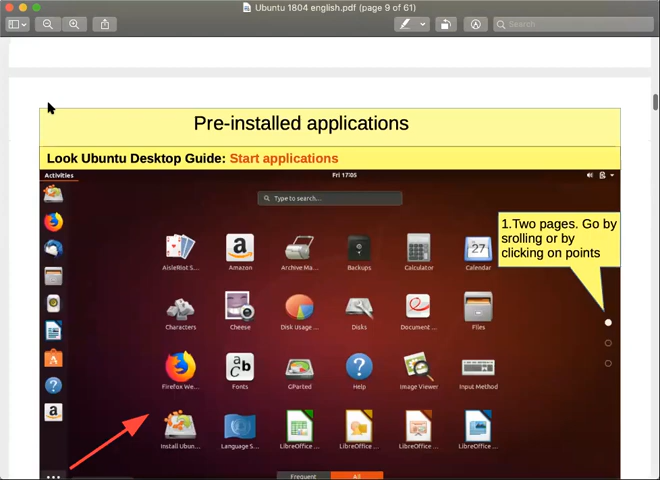 Ubuntu 1804 english.pdf (page 9 of 61)
Search
Pre-installed applications
Look Ubuntu Desktop Guide: Start applications
Activities
Fri 17:05
Type to search...
1.Two pages. Go by
srolling or by
clicking on points
AisleRiot S...
Amazon
Archive Ma...
Backups
Calculator
Calendar
Characters
Cheese
Disk Usage ...
Disks
Document ...
Files
Firefox We...
Fonts
GParted
Help
Image Viewer
Input Method
Install Ubun...
Language S...
LibreOffice ...
LibreOffice ...
LibreOffice ...
LibreOffice ...
Frequent
All